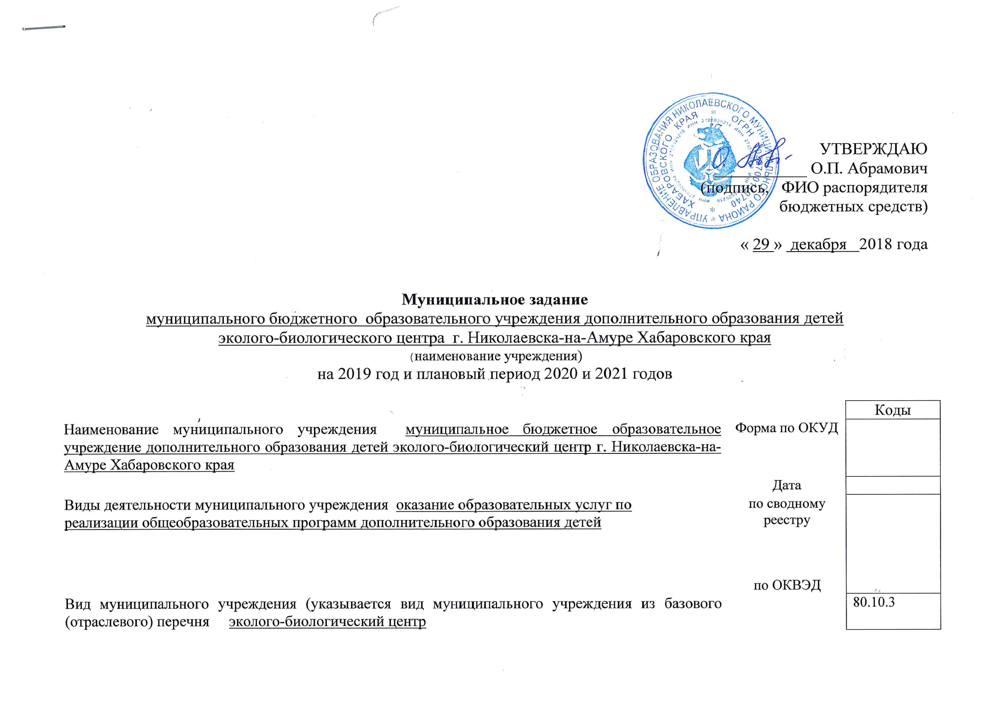 УПРАВЛЕНИЕ ОБРАЗОВАНИЯ НИКОЛАЕВСКОГО МУНИЦИПАЛЬНОГО РАЙОНА
ХАБАРОВСКОГО КРАЯ * ОГРН
ИНН 2705020218
УТВЕРЖДАЮ
___________ О.П. Абрамович
(подпись, ФИО распорядителя
бюджетных средств)
« 29 » декабря 2018 года
Муниципальное задание
муниципального бюджетного образовательного учреждения дополнительного образования детей
эколого-биологического центра г. Николаевска-на-Амуре Хабаровского края
(наименование учреждения)
на 2019 год и плановый период 2020 и 2021 годов
Коды
Наименование муниципального учреждения муниципальное бюджетное образовательное
учреждение дополнительного образования детей эколого-биологический центр г. Николаевска-на-
Амуре Хабаровского края
Форма по ОКУД
Дата
Виды деятельности муниципального учреждения оказание образовательных услуг по
реализации общеобразовательных программ дополнительного образования детей
по сводному
реестру
по ОКВЭД
Вид муниципального учреждения (указывается вид муниципального учреждения из базового
(отраслевого) перечня эколого-биологический центр
80.10.3